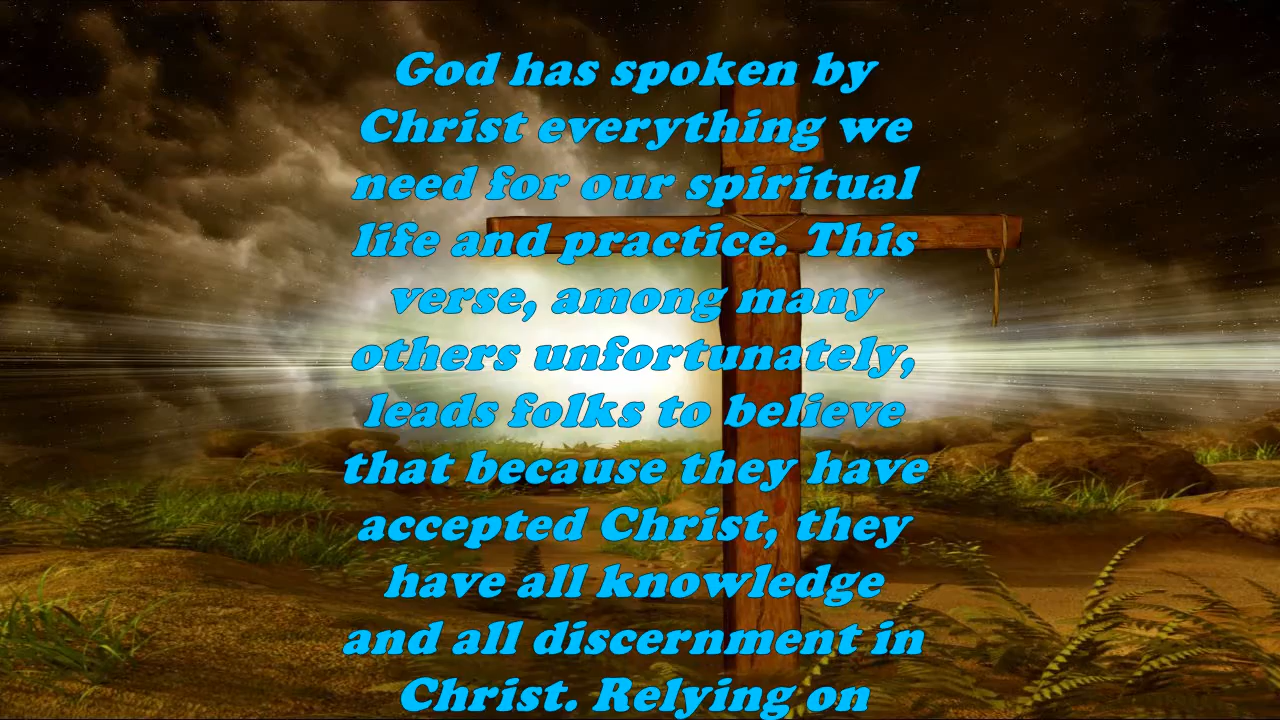 God has spoken by
Christ everything we
need for our spiritual
life and practice. This
verse, among many
others unfortunately,
leads folks to believe
that because they have
accepted Christ, they
have all knowledge
and all discernment in
Christ. Relying on